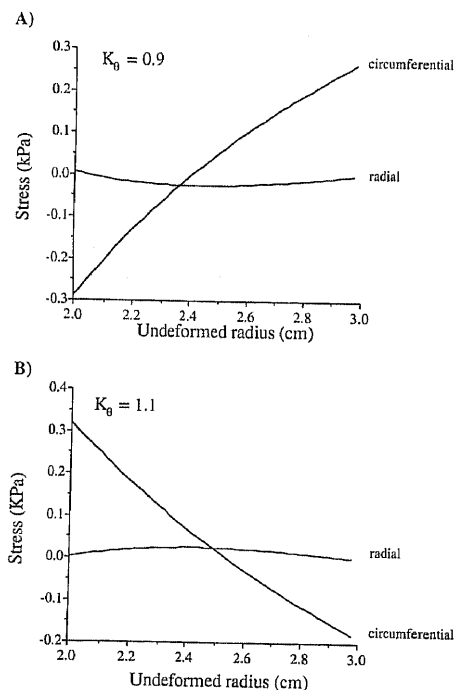 A)
K_θ = 0.9
Stress (kPa)
0.3
0.2
0.1
0.0
-0.1
-0.2
-0.3
circumferential
radial
2.0 2.2 2.4 2.6 2.8 3.0
Undeformed radius (cm)
B)
K_θ = 1.1
Stress (KPa)
0.4
0.3
0.2
0.1
0.0
-0.1
-0.2
radial
circumferential
2.0 2.2 2.4 2.6 2.8 3.0
Undeformed radius (cm)